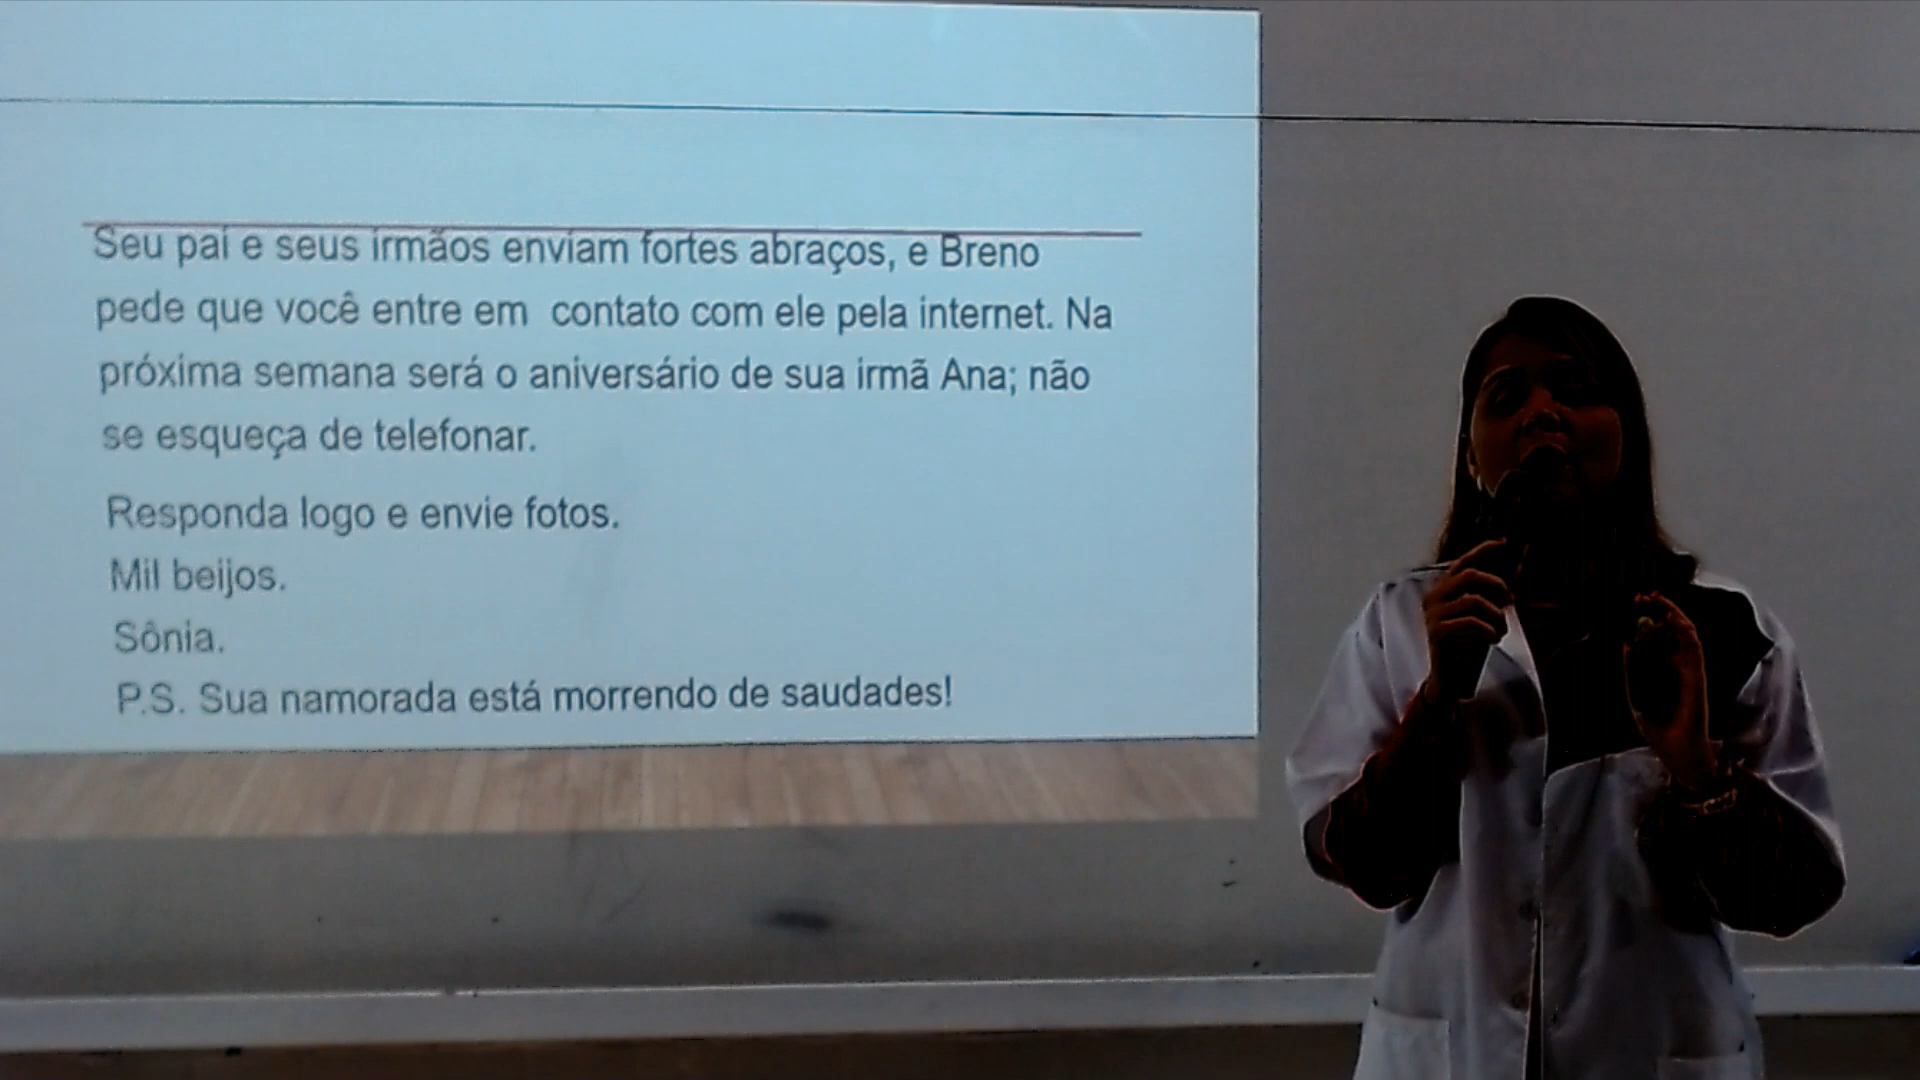 Seu pai e seus irmãos enviam fortes abraços, e Breno
pede que você entre em contato com ele pela internet. Na
próxima semana será o aniversário de sua irmã Ana; não
se esqueça de telefonar.
Responda logo e envie fotos.
Mil beijos.
Sônia.
P.S. Sua namorada está morrendo de saudades!